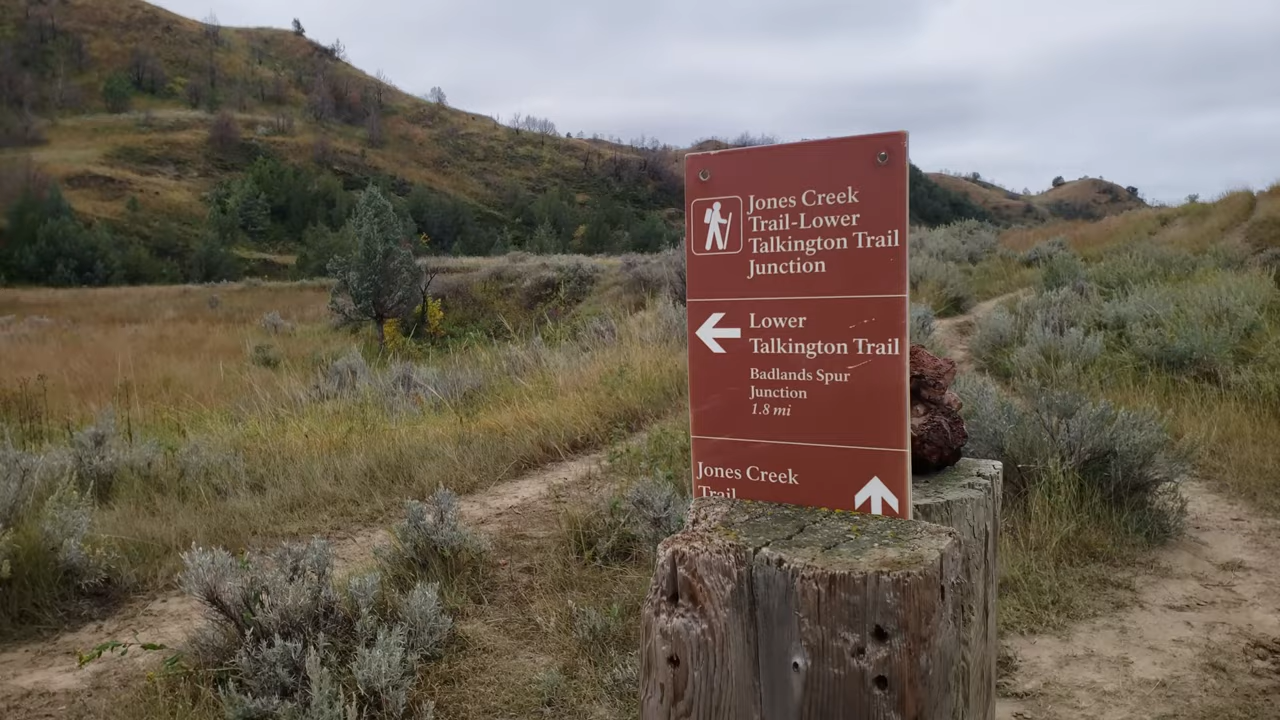 Jones Creek
Trail-Lower
Talkington Trail
Junction
Lower
Talkington Trail
Badlands Spur
Junction
1.8 mi
Jones Creek
Trail